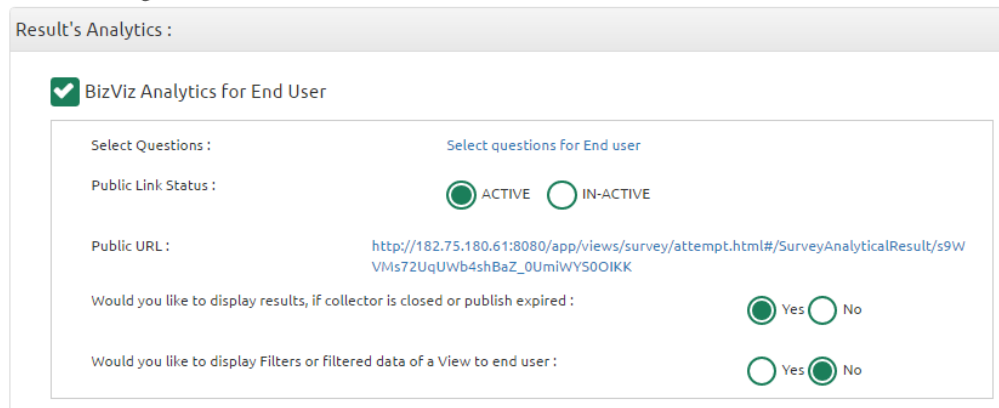 Result's Analytics :
BizViz Analytics for End User
Select Questions : Select questions for End user
Public Link Status : ACTIVE IN-ACTIVE
Public URL : http://182.75.180.61:8080/app/views/survey/attempt.html#/SurveyAnalyticalResult/s9W
VMs72UqUWb4shBaZ_0UmiWYS0OIKK
Would you like to display results, if collector is closed or publish expired : Yes No
Would you like to display Filters or filtered data of a View to end user : Yes No